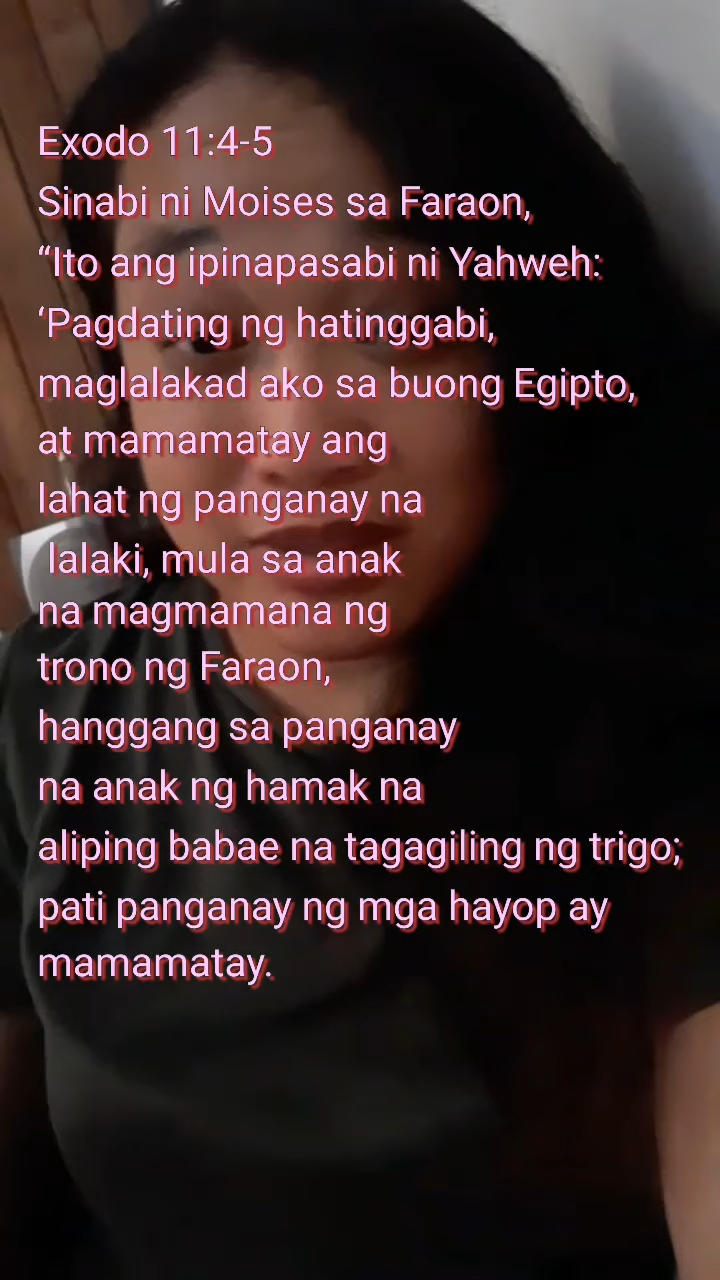 Exodo 11:4-5
Sinabi ni Moises sa Faraon,
“Ito ang ipinapasabi ni Yahweh:
‘Pagdating ng hatinggabi,
maglalakad ako sa buong Egipto,
at mamamatay ang
lahat ng panganay na
lalaki, mula sa anak
na magmamana ng
trono ng Faraon,
hanggang sa panganay
na anak ng hamak na
aliping babae na tagagiling ng trigo;
pati panganay ng mga hayop ay
mamamatay.